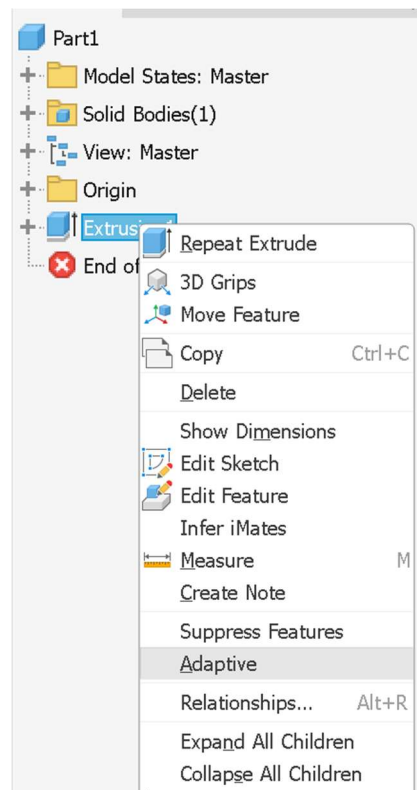 Part1
Model States: Master
Solid Bodies(1)
View: Master
Origin
End of
Repeat Extrude
3D Grips
Move Feature
Copy Ctrl+C
Delete
Show Dimensions
Edit Sketch
Edit Feature
Infer iMates
Measure M
Create Note
Suppress Features
Adaptive
Relationships... Alt+R
Expand All Children
Collapse All Children